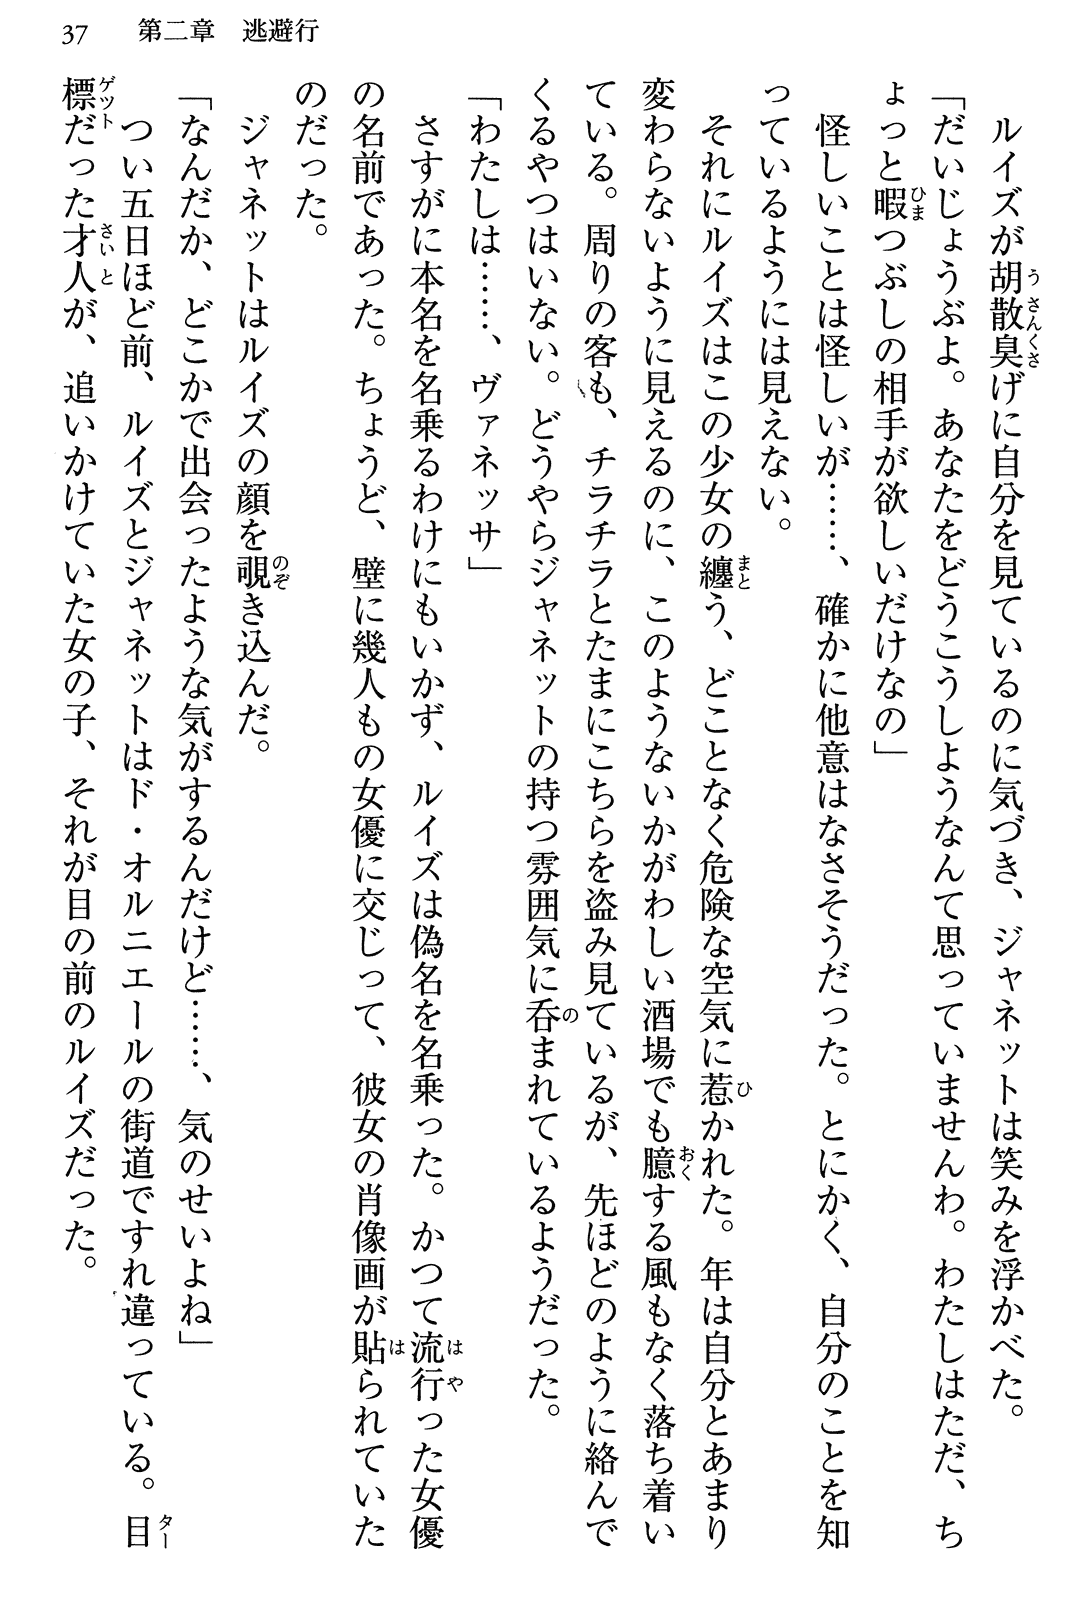 37　第二章　逃避行
　ルイズが胡散臭げに自分を見ているのに気づき、ジャネットは笑みを浮かべた。
「だいじょうぶよ。あなたをどうこうしようなんて思っていませんわ。わたしはただ、ち
ょっと暇つぶしの相手が欲しいだけなの」
　怪しいことは怪しいが……、確かに他意はなさそうだった。とにかく、自分のことを知
っているようには見えない。
　それにルイズはこの少女の纏う、どことなく危険な空気に惹かれた。年は自分とあまり
変わらないように見えるのに、このようないかがわしい酒場でも臆する風もなく落ち着い
ている。周りの客も、チラチラとたまにこちらを盗み見ているが、先ほどのように絡んで
くるやつはいない。どうやらジャネットの持つ雰囲気に呑まれているようだった。
「わたしは……、ヴァネッサ」
　さすがに本名を名乗るわけにもいかず、ルイズは偽名を名乗った。かつて流行った女優
の名前であった。ちょうど、壁に幾人もの女優に交じって、彼女の肖像画が貼られていた
のだった。
　ジャネットはルイズの顔を覗き込んだ。
「なんだか、どこかで出会ったような気がするんだけど……、気のせいよね」
　つい五日ほど前、ルイズとジャネットはド・オルニエールの街道ですれ違っている。目
標だった才人が、追いかけていた女の子、それが目の前のルイズだった。